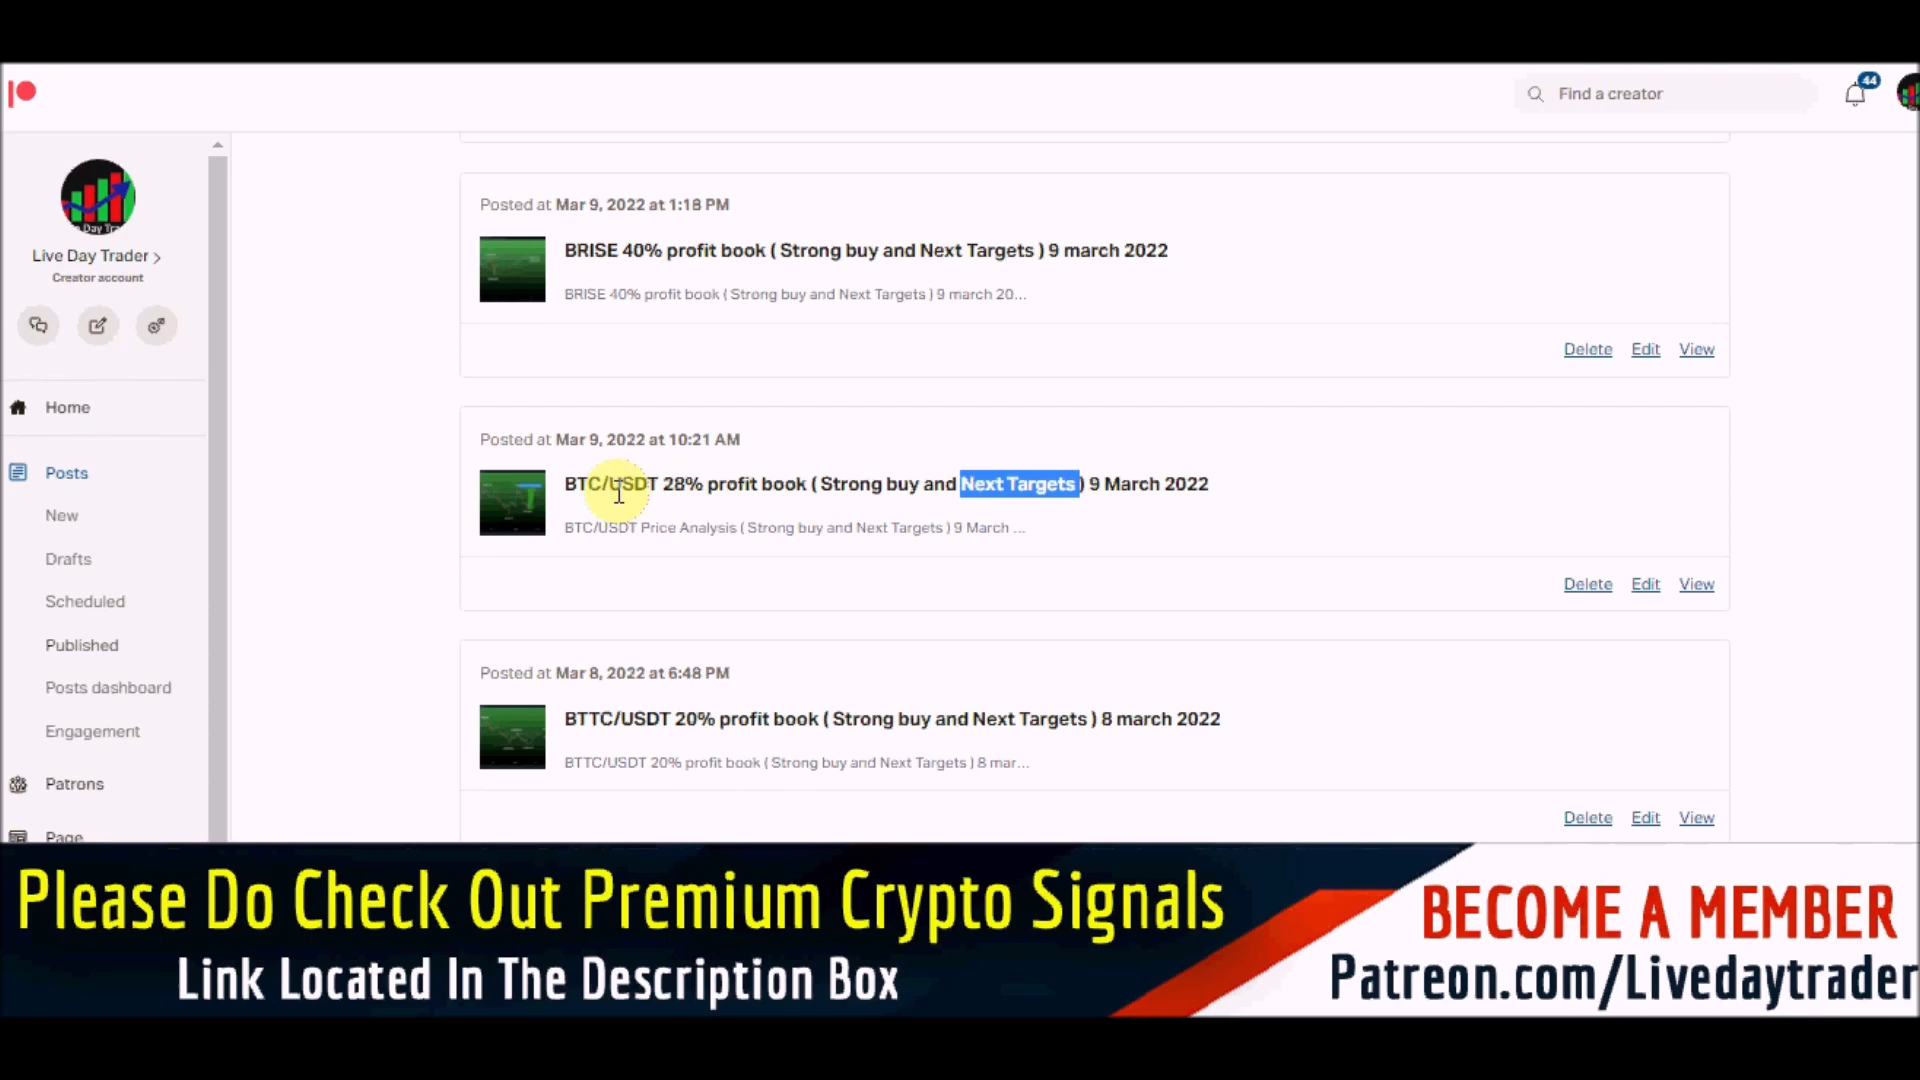 Find a creator
44
Day Tra
Live Day Trader >
Creator account
Home
Posts
New
Drafts
Scheduled
Published
Posts dashboard
Engagement
Patrons
Page
Posted at Mar 9, 2022 at 1:18 PM
BRISE 40% profit book ( Strong buy and Next Targets ) 9 march 2022
BRISE 40% profit book ( Strong buy and Next Targets ) 9 march 20...
Delete Edit View
Posted at Mar 9, 2022 at 10:21 AM
BTC/USDT 28% profit book ( Strong buy and Next Targets ) 9 March 2022
BTC/USDT Price Analysis ( Strong buy and Next Targets ) 9 March ...
Delete Edit View
Posted at Mar 8, 2022 at 6:48 PM
BTTC/USDT 20% profit book ( Strong buy and Next Targets ) 8 march 2022
BTTC/USDT 20% profit book ( Strong buy and Next Targets ) 8 mar...
Delete Edit View
Please Do Check Out Premium Crypto Signals
Link Located In The Description Box
BECOME A MEMBER
Patreon.com/Livedaytrader